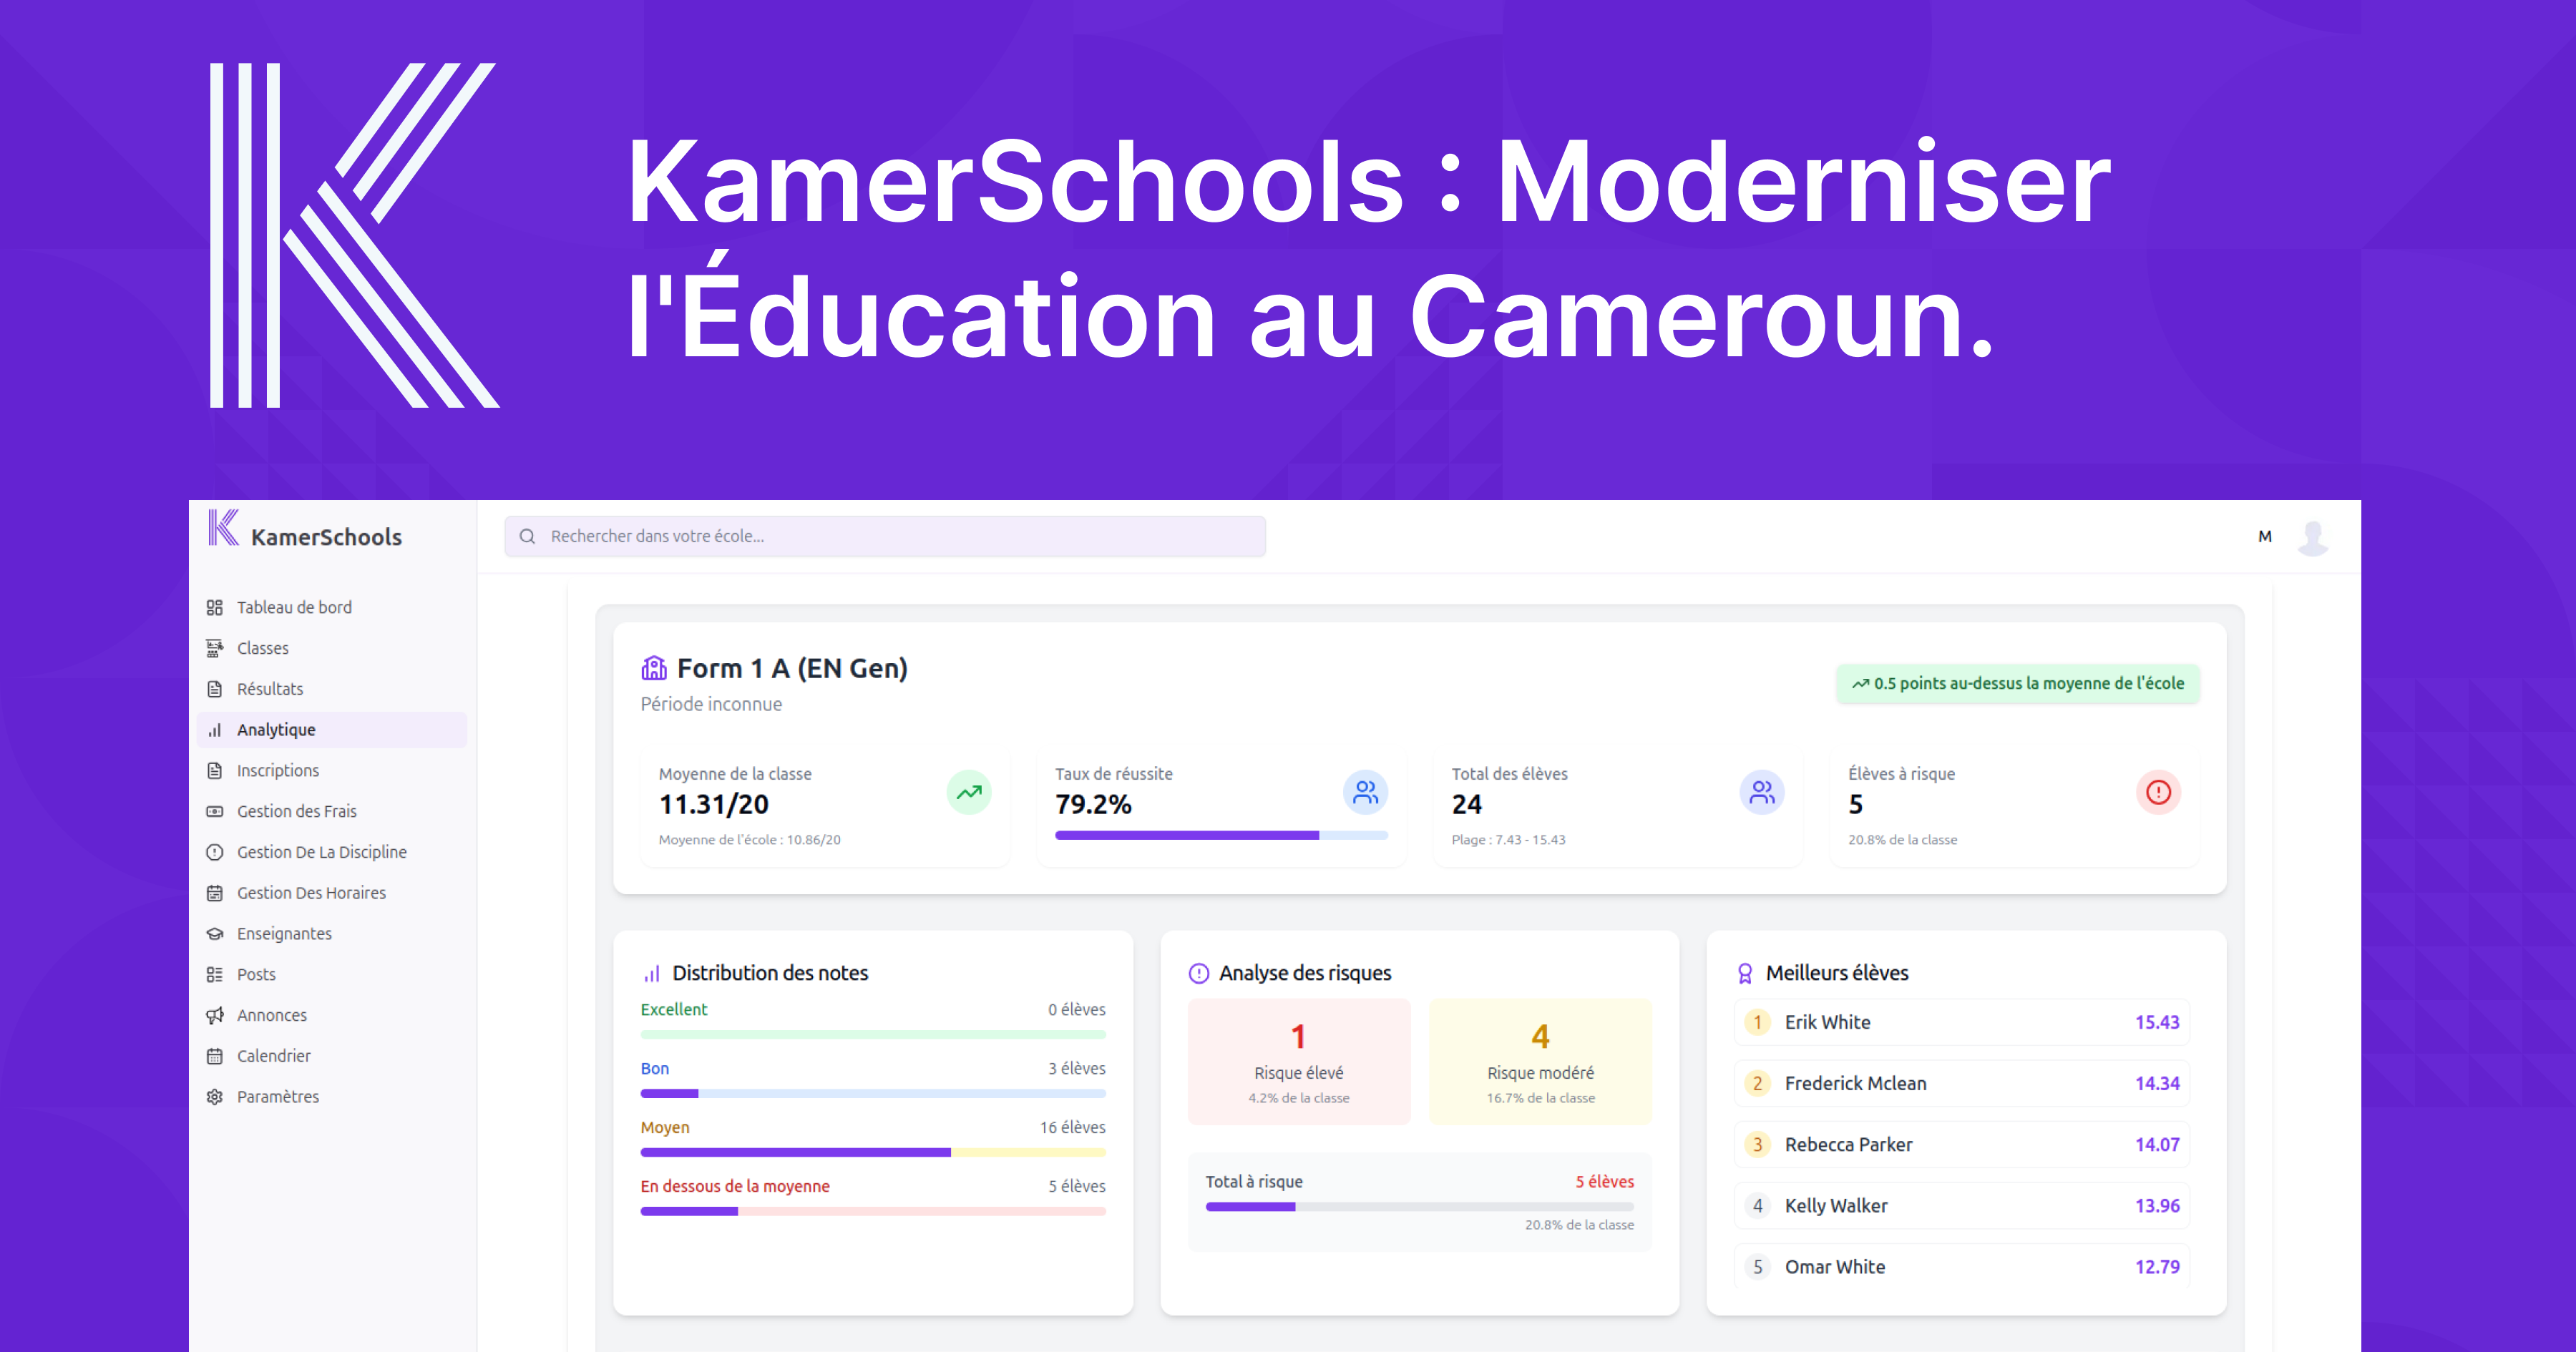 KamerSchools : Moderniser
l'Éducation au Cameroun.
KamerSchools
Rechercher dans votre école...
M
Tableau de bord
Classes
Résultats
Analytique
Inscriptions
Gestion des Frais
Gestion De La Discipline
Gestion Des Horaires
Enseignantes
Posts
Annonces
Calendrier
Paramètres
Form 1 A (EN Gen)
Période inconnue
0.5 points au-dessus la moyenne de l'école
Moyenne de la classe
11.31/20
Moyenne de l'école : 10.86/20
Taux de réussite
79.2%
Total des élèves
24
Plage : 7.43 - 15.43
Élèves à risque
5
20.8% de la classe
Distribution des notes
Excellent 0 élèves
Bon 3 élèves
Moyen 16 élèves
En dessous de la moyenne 5 élèves
Analyse des risques
1
Risque élevé
4.2% de la classe
4
Risque modéré
16.7% de la classe
Total à risque 5 élèves
20.8% de la classe
Meilleurs élèves
1 Erik White 15.43
2 Frederick Mclean 14.34
3 Rebecca Parker 14.07
4 Kelly Walker 13.96
5 Omar White 12.79